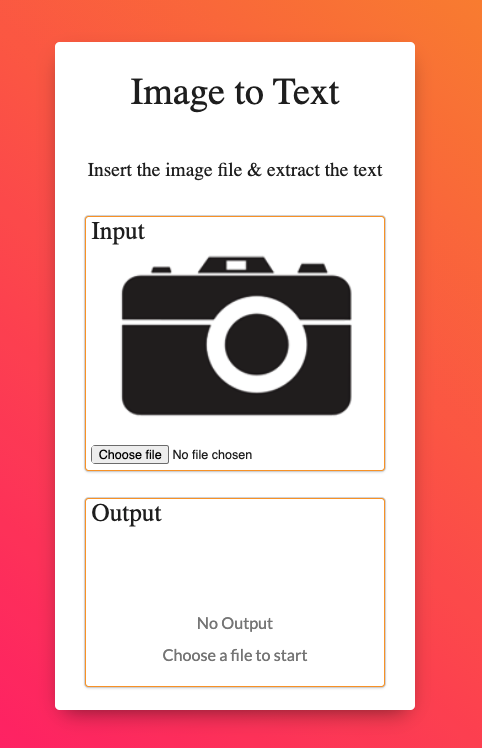 Image to Text
Insert the image file & extract the text
Input
Choose file No file chosen
Output
No Output
Choose a file to start